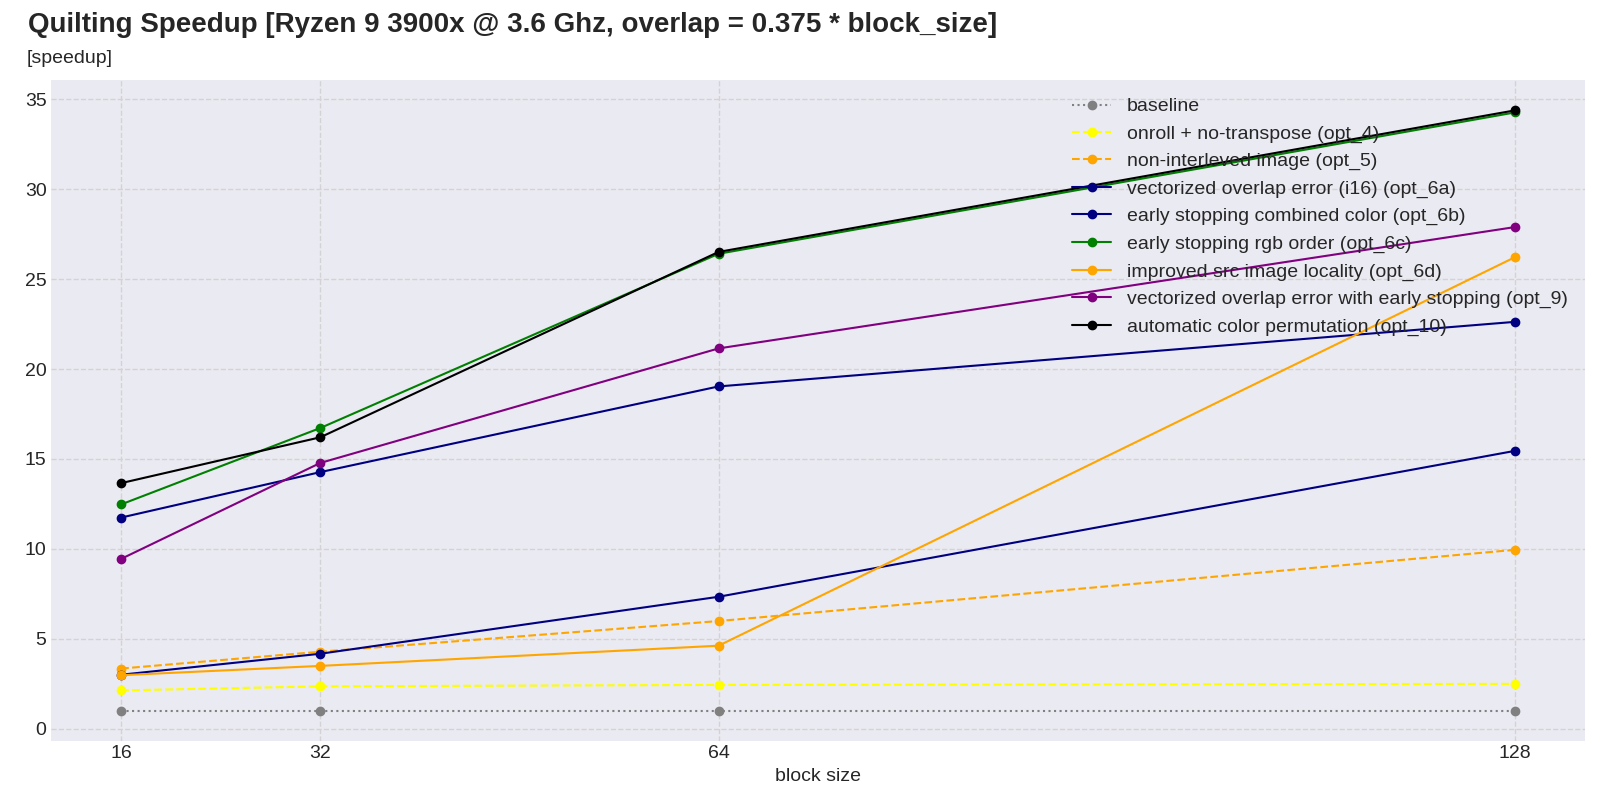 Quilting Speedup [Ryzen 9 3900x @ 3.6 Ghz, overlap = 0.375 * block_size]
[speedup]
35
30
25
20
15
10
5
0
baseline
onroll + no-transpose (opt_4)
non-interleved image (opt_5)
vectorized overlap error (i16) (opt_6a)
early stopping combined color (opt_6b)
early stopping rgb order (opt_6c)
improved src image locality (opt_6d)
vectorized overlap error with early stopping (opt_9)
automatic color permutation (opt_10)
16 32 64 128
block size